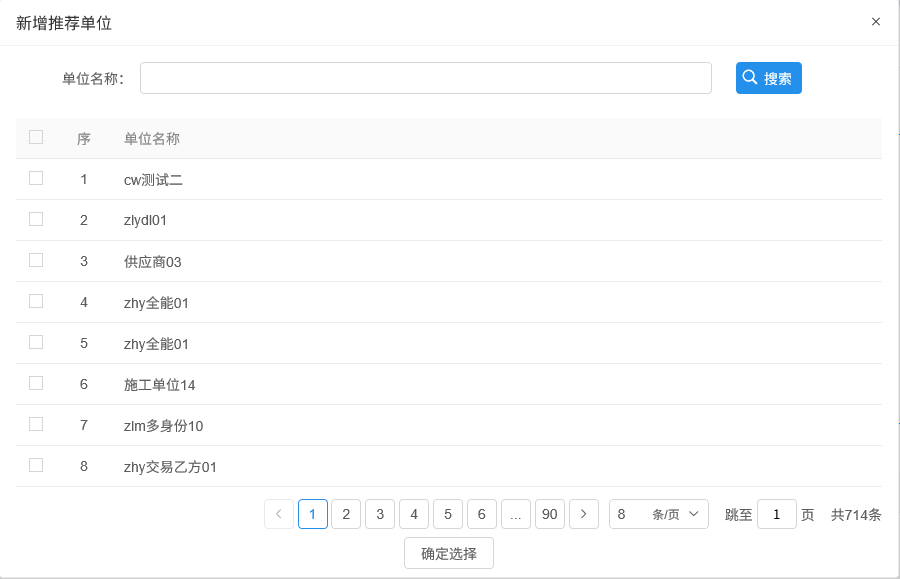 新增推荐单位
单位名称：
搜索
序 单位名称
1 cw测试二
2 zlydl01
3 供应商03
4 zhy全能01
5 zhy全能01
6 施工单位14
7 zlm多身份10
8 zhy交易乙方01
1 2 3 4 5 6 ... 90 8 条/页 跳至 1 页 共714条
确定选择